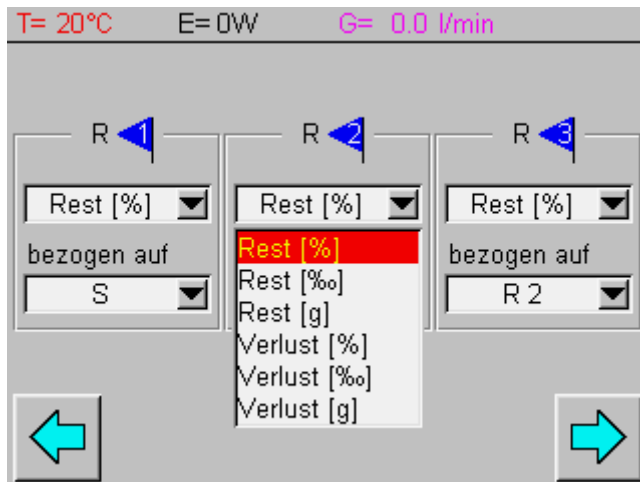 T= 20°C E= 0W G= 0.0 l/min
R 1 R 2 R 3
Rest [%] Rest [%] Rest [%]
bezogen auf Rest [%] bezogen auf
Rest [‰]
S R 2
Rest [g]
Verlust [%]
Verlust [‰]
Verlust [g]